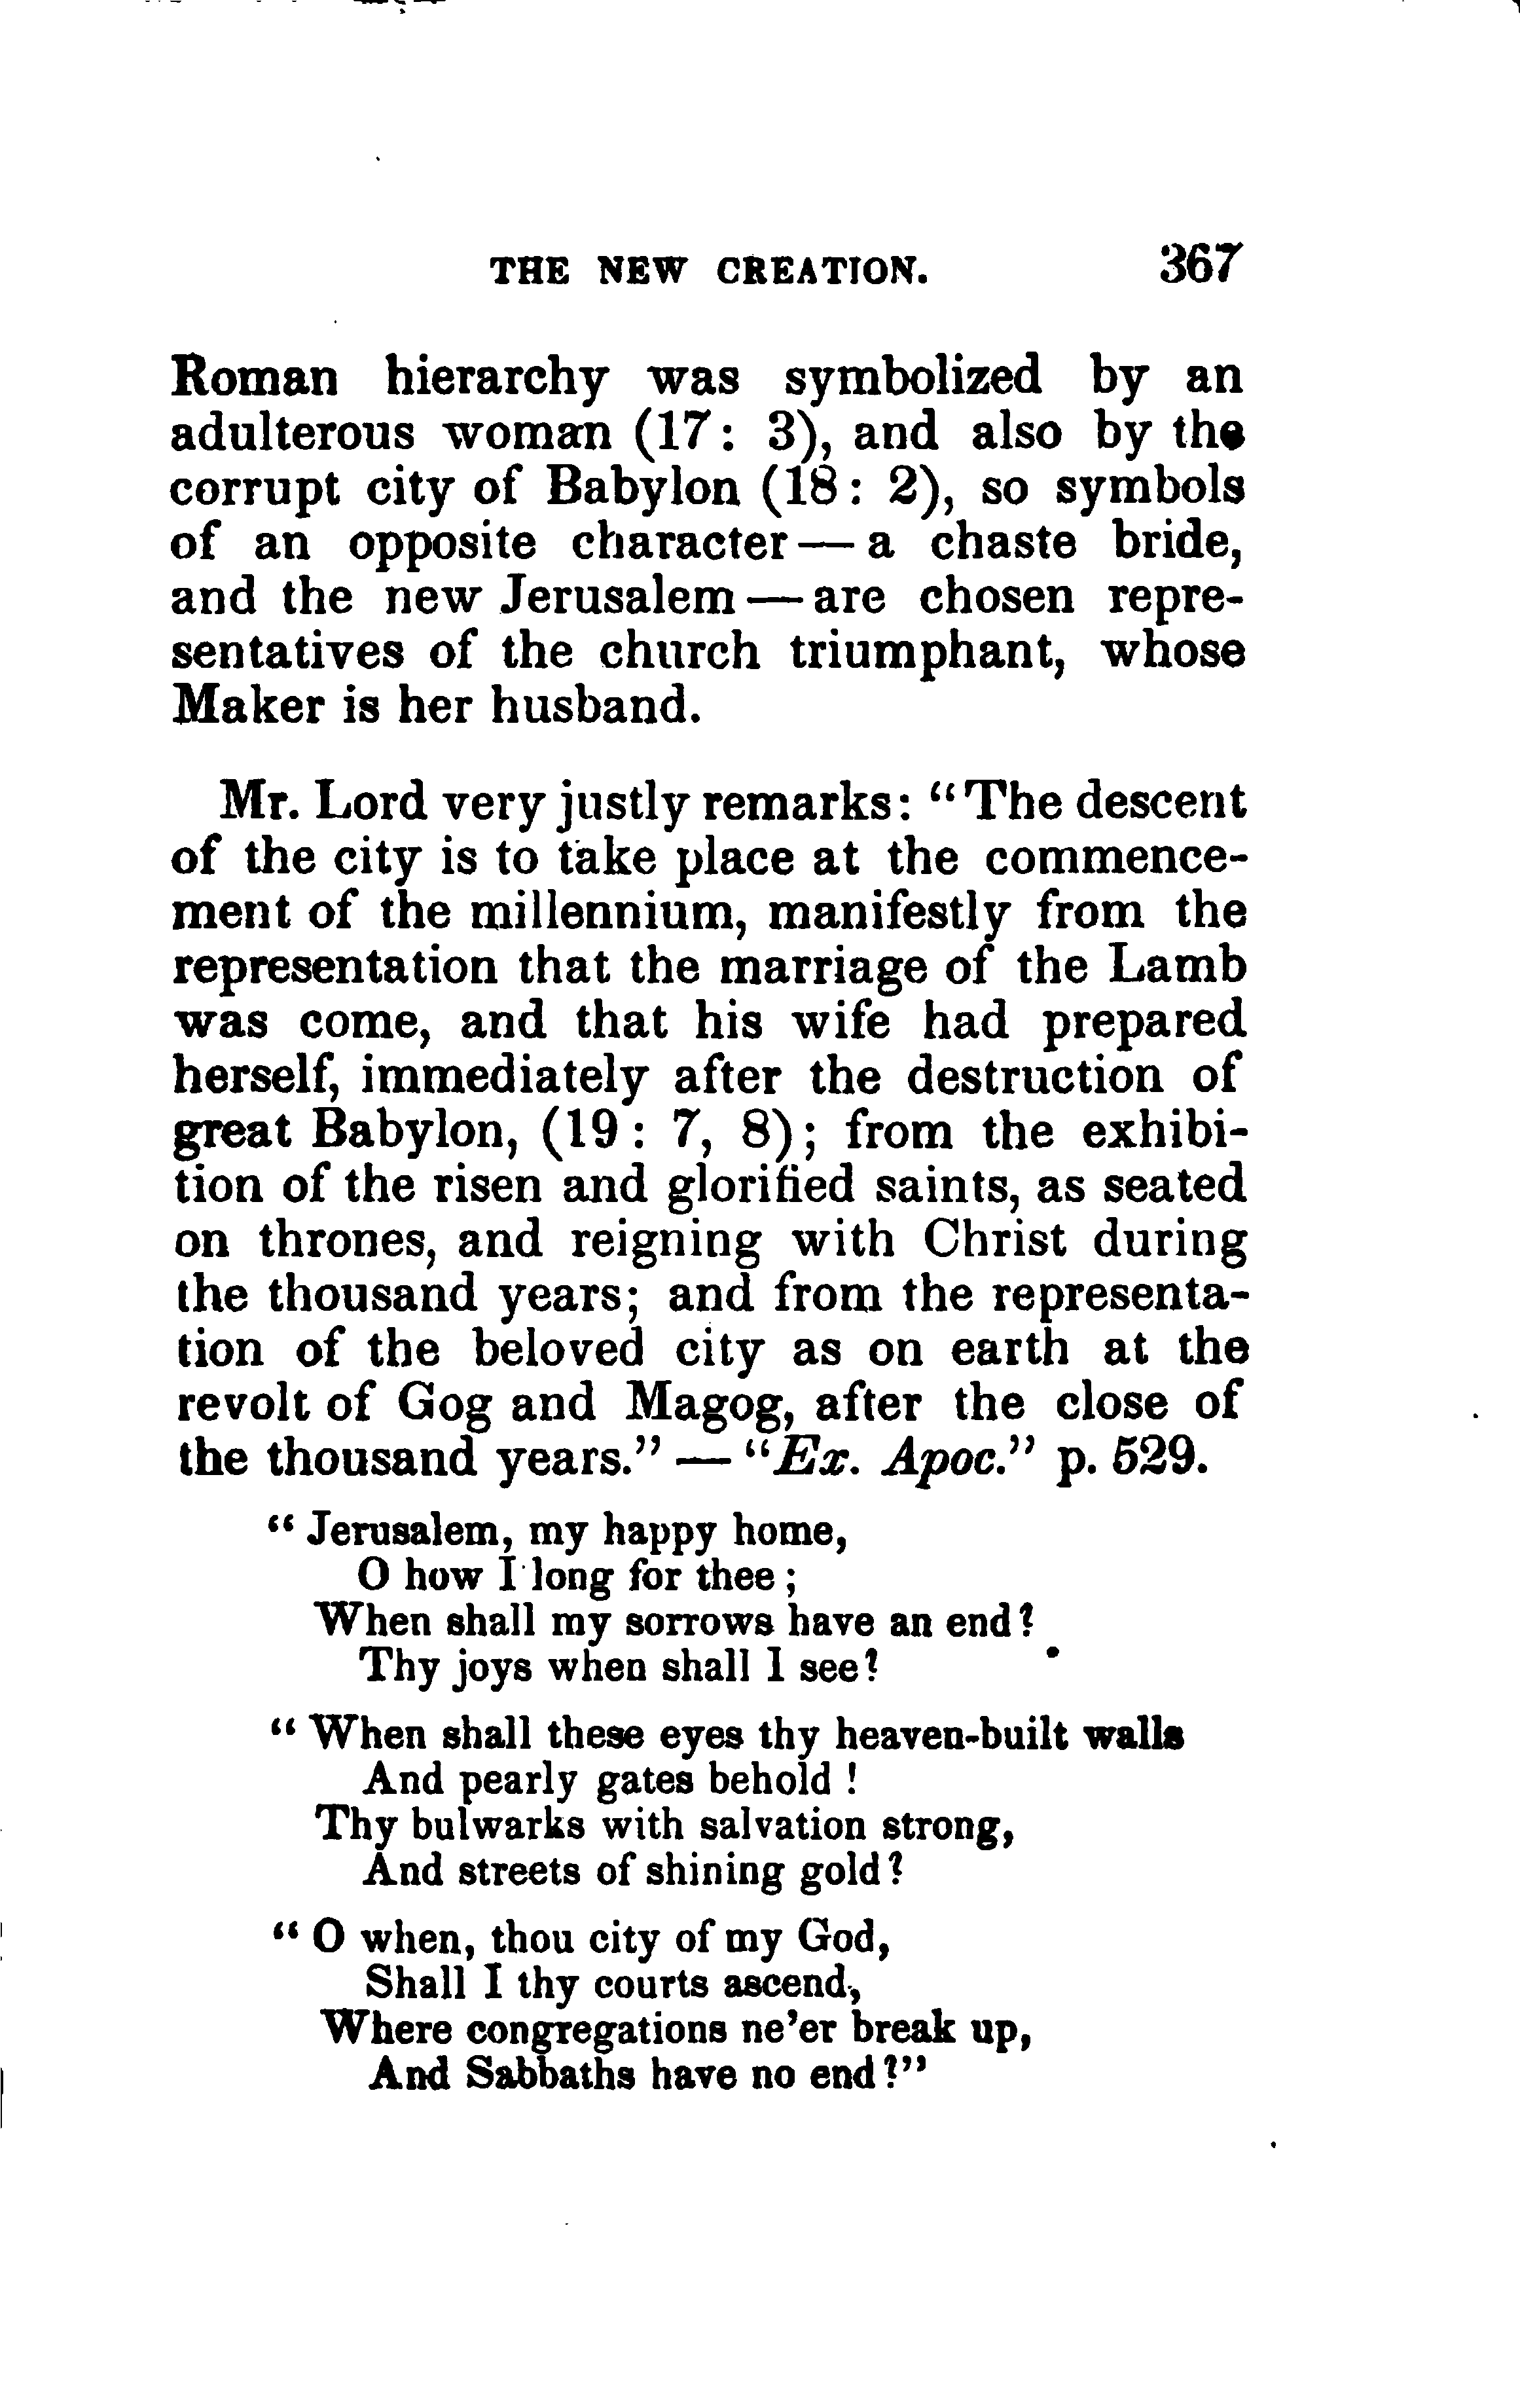 THE NEW CREATION. 367
Roman hierarchy was symbolized by an
adulterous woman (17: 3), and also by the
corrupt city of Babylon (18: 2), so symbols
of an opposite character — a chaste bride,
and the new Jerusalem — are chosen repre-
sentatives of the church triumphant, whose
Maker is her husband.
Mr. Lord very justly remarks: "The descent
of the city is to take place at the commence-
ment of the millennium, manifestly from the
representation that the marriage of the Lamb
was come, and that his wife had prepared
herself, immediately after the destruction of
great Babylon, (19: 7, 8); from the exhibi-
tion of the risen and glorified saints, as seated
on thrones, and reigning with Christ during
the thousand years; and from the representa-
tion of the beloved city as on earth at the
revolt of Gog and Magog, after the close of
the thousand years." — "Ex. Apoc." p. 529.
"Jerusalem, my happy home,
O how I long for thee;
When shall my sorrows have an end?
Thy joys when shall I see?
"When shall these eyes thy heaven-built walls
And pearly gates behold!
Thy bulwarks with salvation strong,
And streets of shining gold?
"O when, thou city of my God,
Shall I thy courts ascend,
Where congregations ne'er break up,
And Sabbaths have no end?"